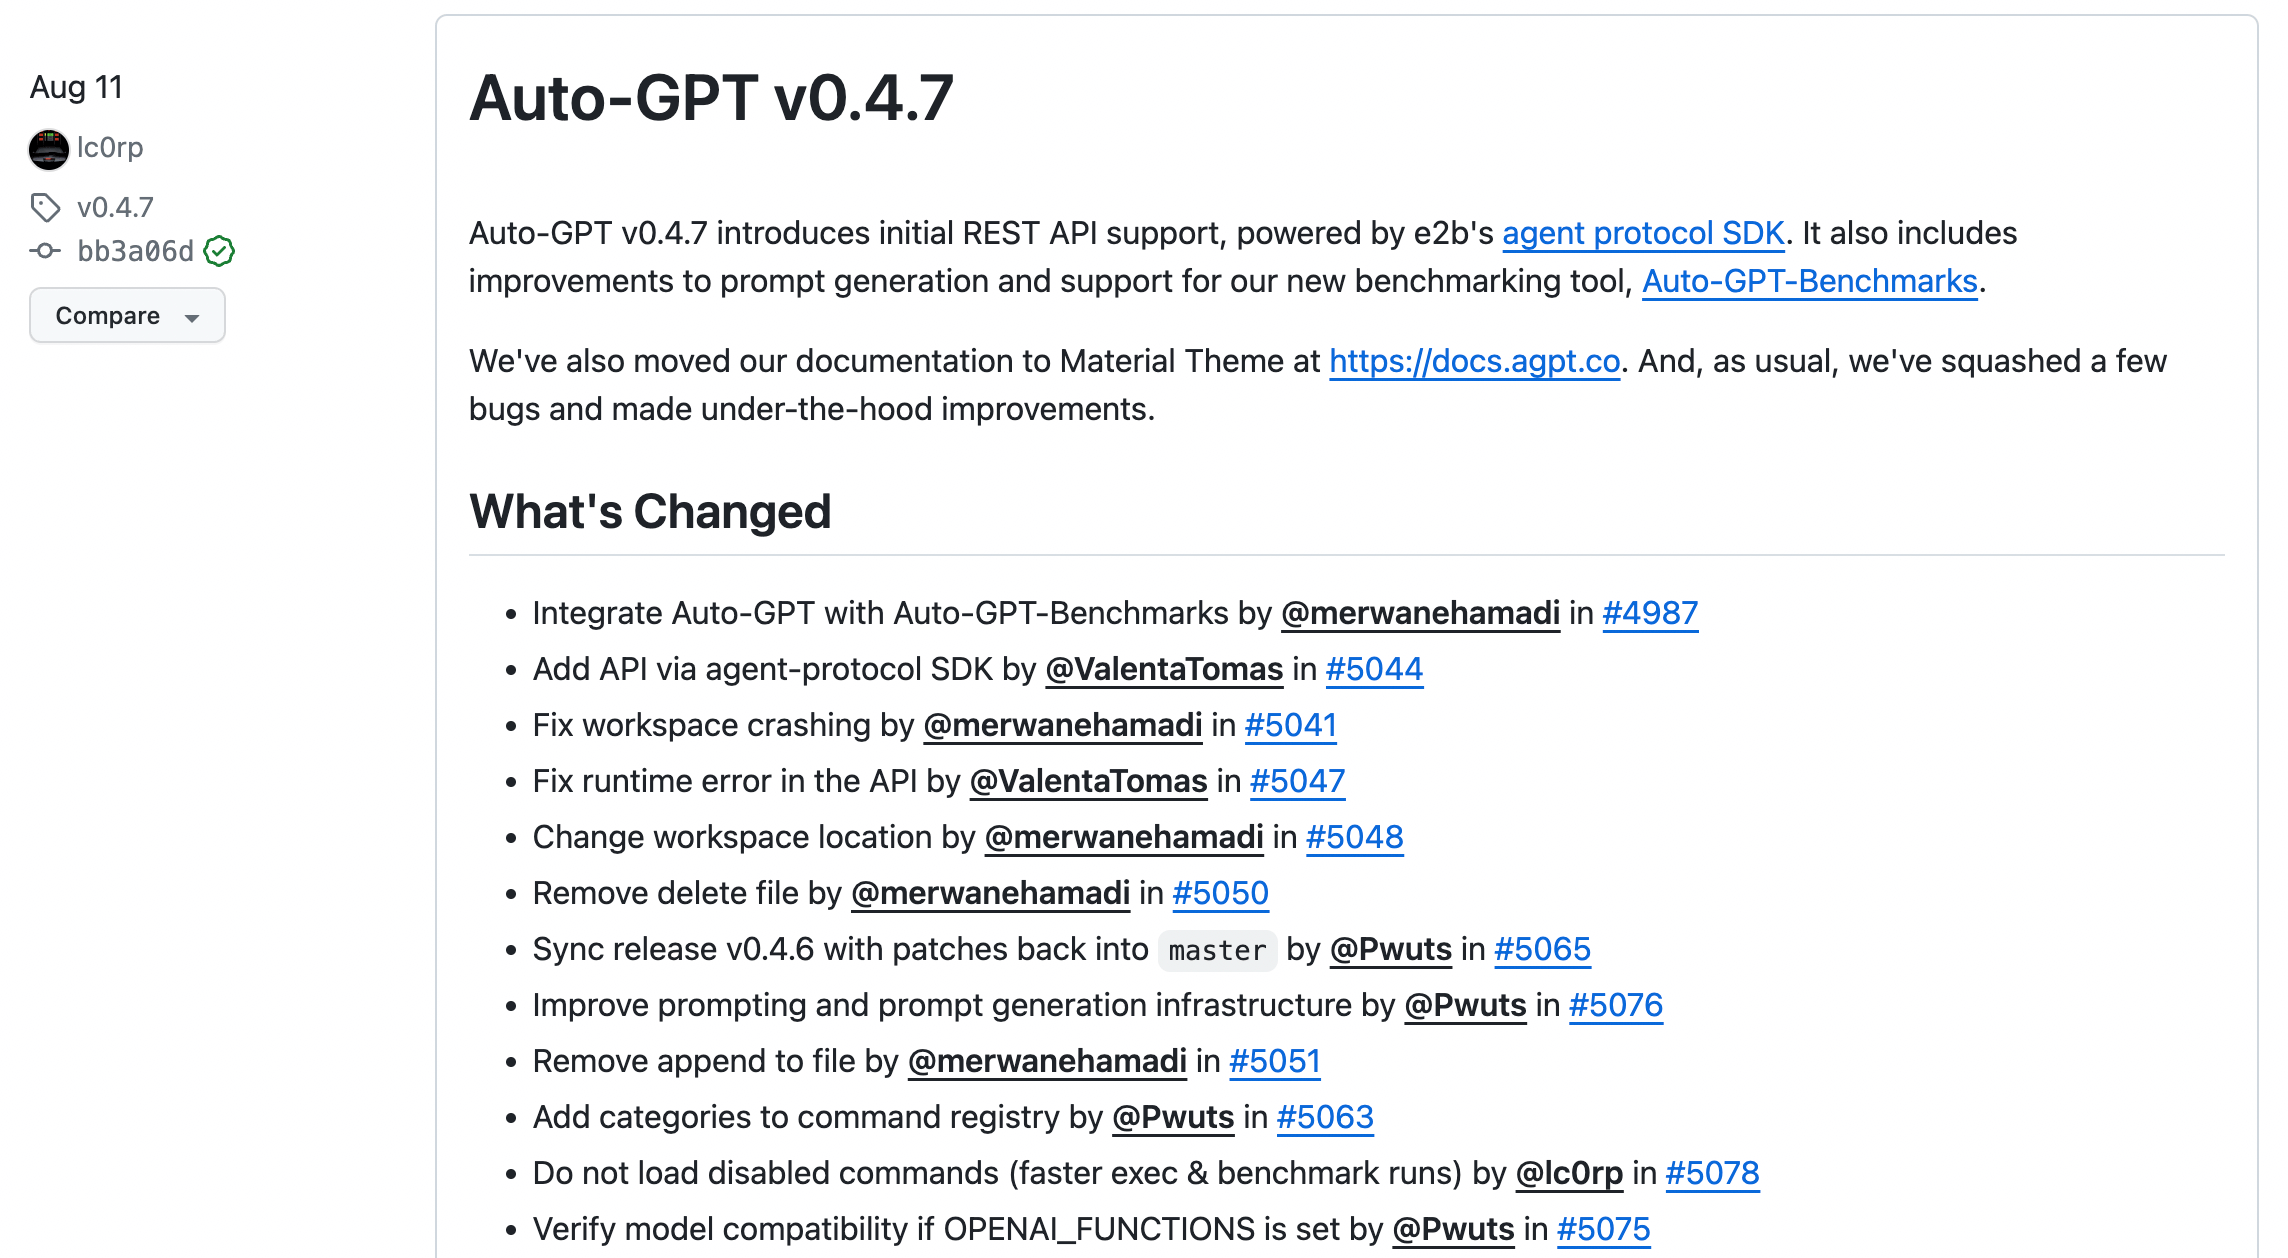 Aug 11
lc0rp
v0.4.7
bb3a06d
Compare
Auto-GPT v0.4.7
Auto-GPT v0.4.7 introduces initial REST API support, powered by e2b's agent protocol SDK. It also includes
improvements to prompt generation and support for our new benchmarking tool, Auto-GPT-Benchmarks.
We've also moved our documentation to Material Theme at https://docs.agpt.co. And, as usual, we've squashed a few
bugs and made under-the-hood improvements.
What's Changed
• Integrate Auto-GPT with Auto-GPT-Benchmarks by @merwanehamadi in #4987
• Add API via agent-protocol SDK by @ValentaTomas in #5044
• Fix workspace crashing by @merwanehamadi in #5041
• Fix runtime error in the API by @ValentaTomas in #5047
• Change workspace location by @merwanehamadi in #5048
• Remove delete file by @merwanehamadi in #5050
• Sync release v0.4.6 with patches back into master by @Pwuts in #5065
• Improve prompting and prompt generation infrastructure by @Pwuts in #5076
• Remove append to file by @merwanehamadi in #5051
• Add categories to command registry by @Pwuts in #5063
• Do not load disabled commands (faster exec & benchmark runs) by @lc0rp in #5078
• Verify model compatibility if OPENAI_FUNCTIONS is set by @Pwuts in #5075